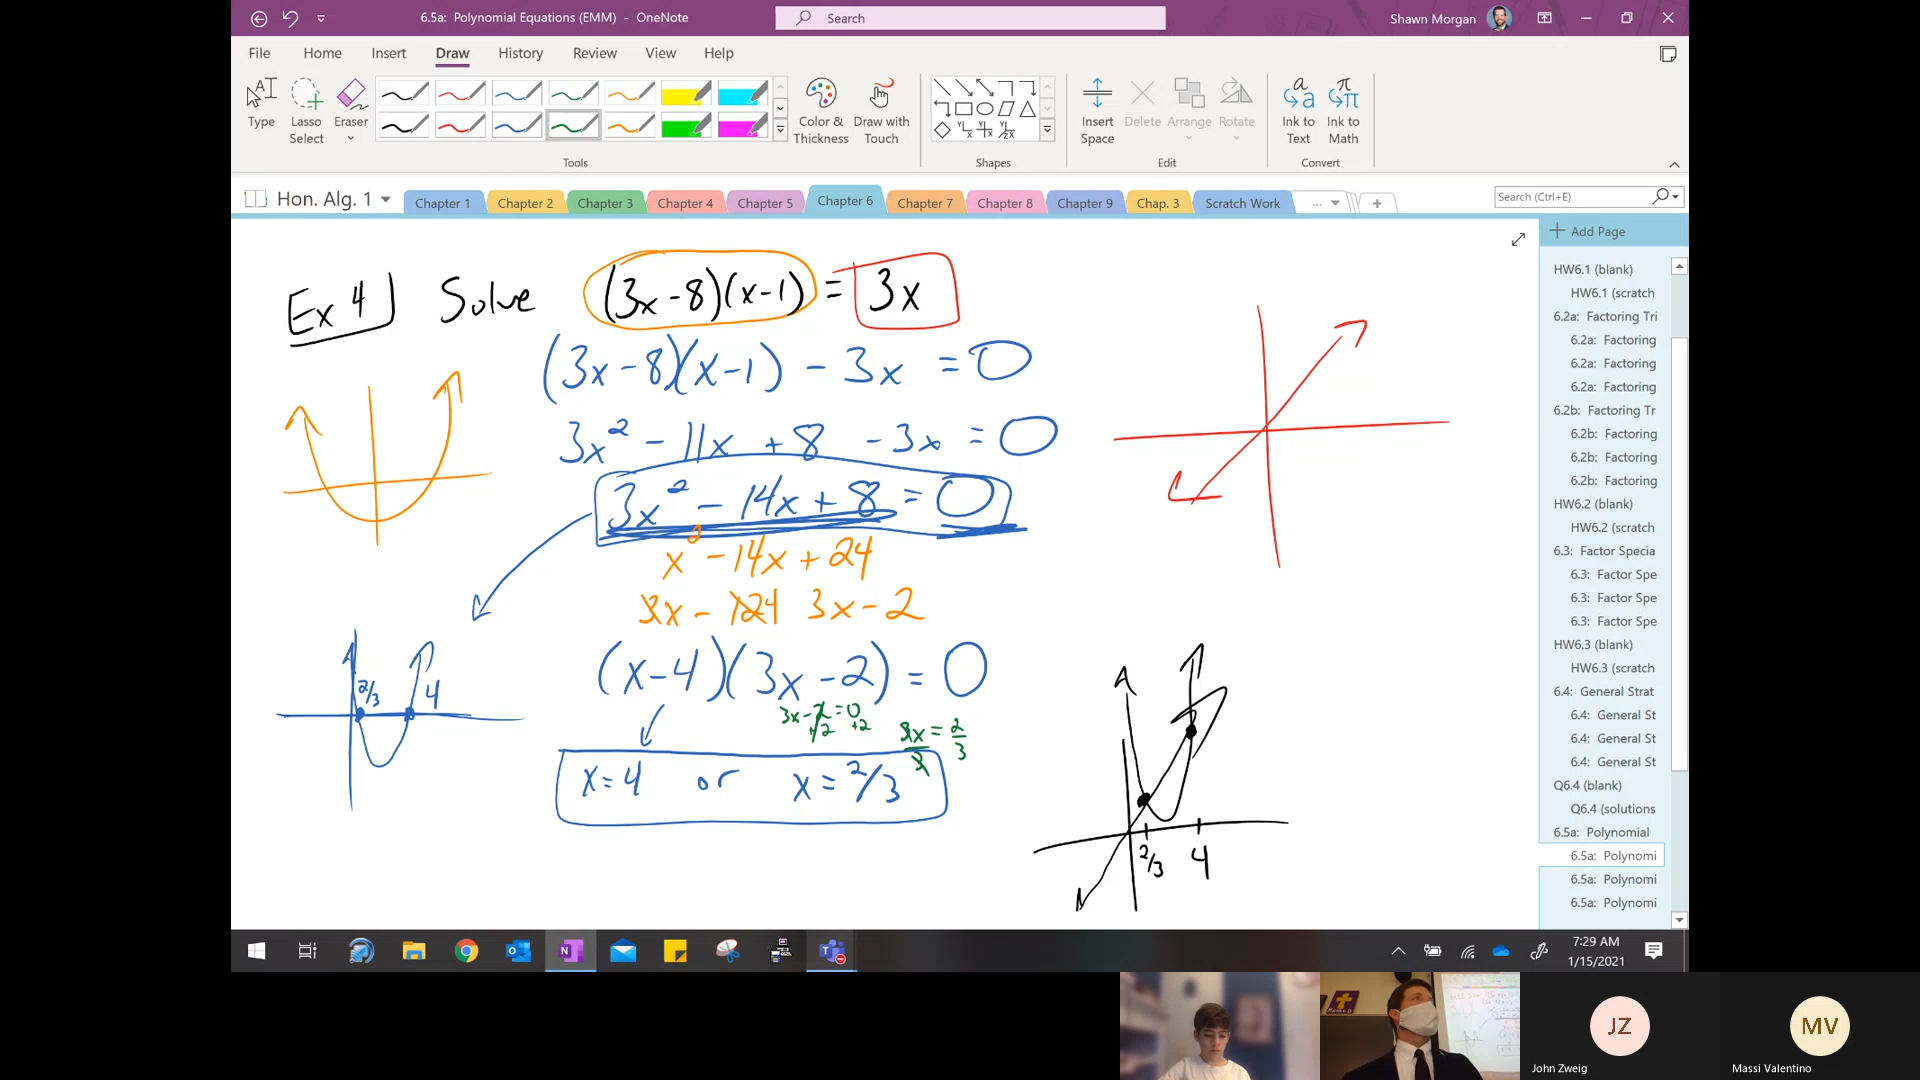 6.5a: Polynomial Equations (EMM) - OneNote
Search
Shawn Morgan
File Home Insert Draw History Review View Help
Type
Lasso Select
Eraser
Color & Thickness
Draw with Touch
Insert Space
Delete
Arrange
Rotate
Ink to Text
Ink to Math
Tools
Shapes
Edit
Convert
Hon. Alg. 1
Chapter 1
Chapter 2
Chapter 3
Chapter 4
Chapter 5
Chapter 6
Chapter 7
Chapter 8
Chapter 9
Chap. 3
Scratch Work
...
Search (Ctrl+E)
Ex 4 Solve (3x-8)(x-1) = 3x
(3x-8)(x-1) - 3x = 0
3x² - 11x + 8 - 3x = 0
3x² - 14x + 8 = 0
x² - 14x + 24
3x - 2
(x-4)(3x-2) = 0
3x-2=0
+2 +2
3x = 2
3 3
x=4 or x=2/3
2/3 4
2/3 4
Add Page
HW6.1 (blank)
HW6.1 (scratch
6.2a: Factoring Tri
6.2a: Factoring
6.2a: Factoring
6.2a: Factoring
6.2b: Factoring Tr
6.2b: Factoring
6.2b: Factoring
6.2b: Factoring
HW6.2 (blank)
HW6.2 (scratch
6.3: Factor Specia
6.3: Factor Spe
6.3: Factor Spe
6.3: Factor Spe
HW6.3 (blank)
HW6.3 (scratch
6.4: General Strat
6.4: General St
6.4: General St
6.4: General St
Q6.4 (blank)
Q6.4 (solutions
6.5a: Polynomial
6.5a: Polynomi
6.5a: Polynomi
6.5a: Polynomi
7:29 AM
1/15/2021
JZ
John Zweig
MV
Massi Valentino